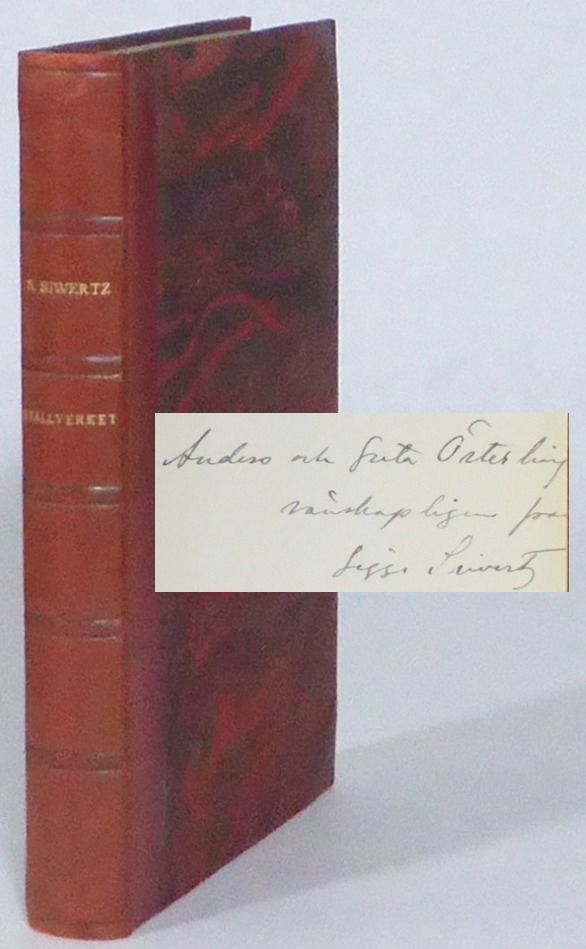 S. SIWERTZ
STALLVERKET
Anders och Greta Österling
vänskapligen från
Sigge Siwertz